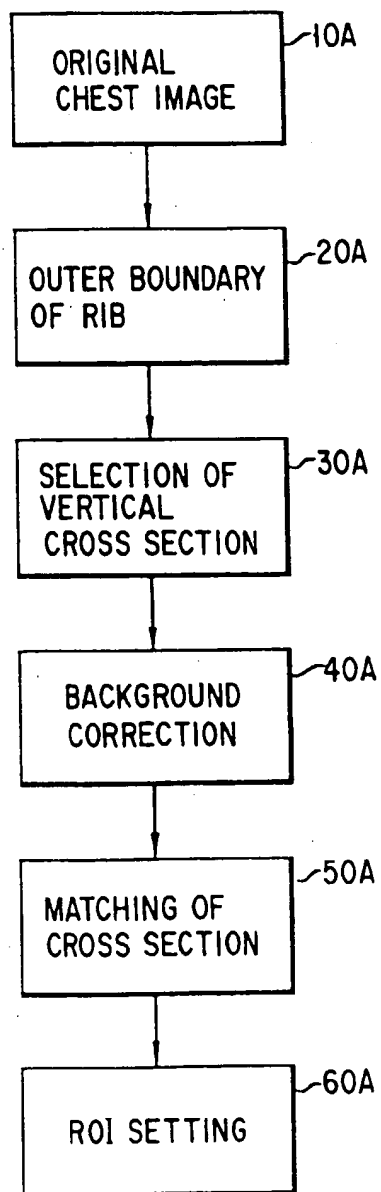 10A
ORIGINAL
CHEST IMAGE
20A
OUTER BOUNDARY
OF RIB
30A
SELECTION OF
VERTICAL
CROSS SECTION
40A
BACKGROUND
CORRECTION
50A
MATCHING OF
CROSS SECTION
60A
ROI SETTING